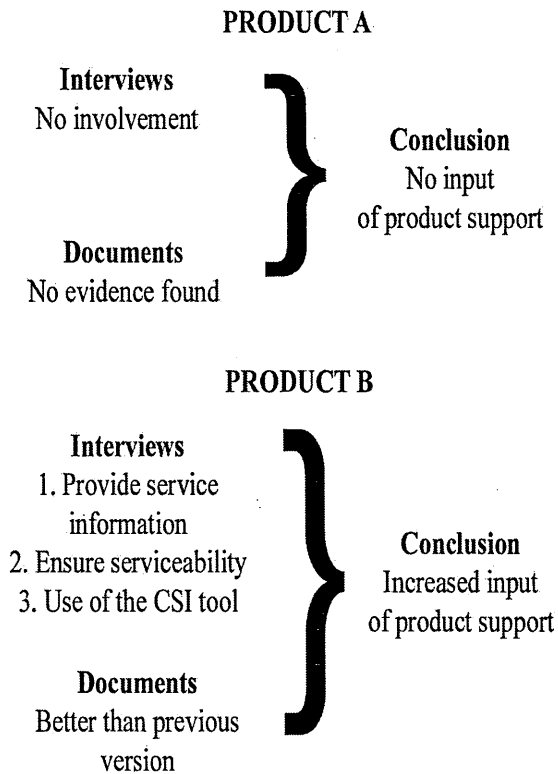 PRODUCT A
Interviews
No involvement
Documents
No evidence found
Conclusion
No input
of product support
PRODUCT B
Interviews
1. Provide service
information
2. Ensure serviceability
3. Use of the CSI tool
Documents
Better than previous
version
Conclusion
Increased input
of product support